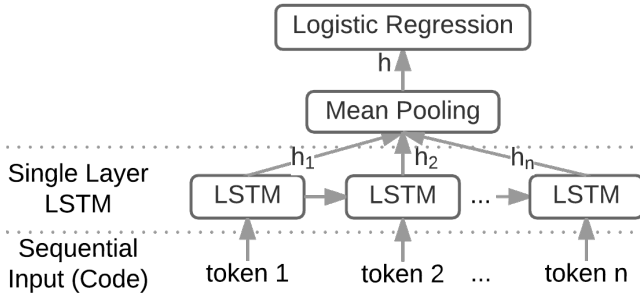 Logistic Regression
h
Mean Pooling
h1 h2 hn
Single Layer
LSTM
LSTM LSTM ... LSTM
Sequential
Input (Code)
token 1 token 2 ... token n